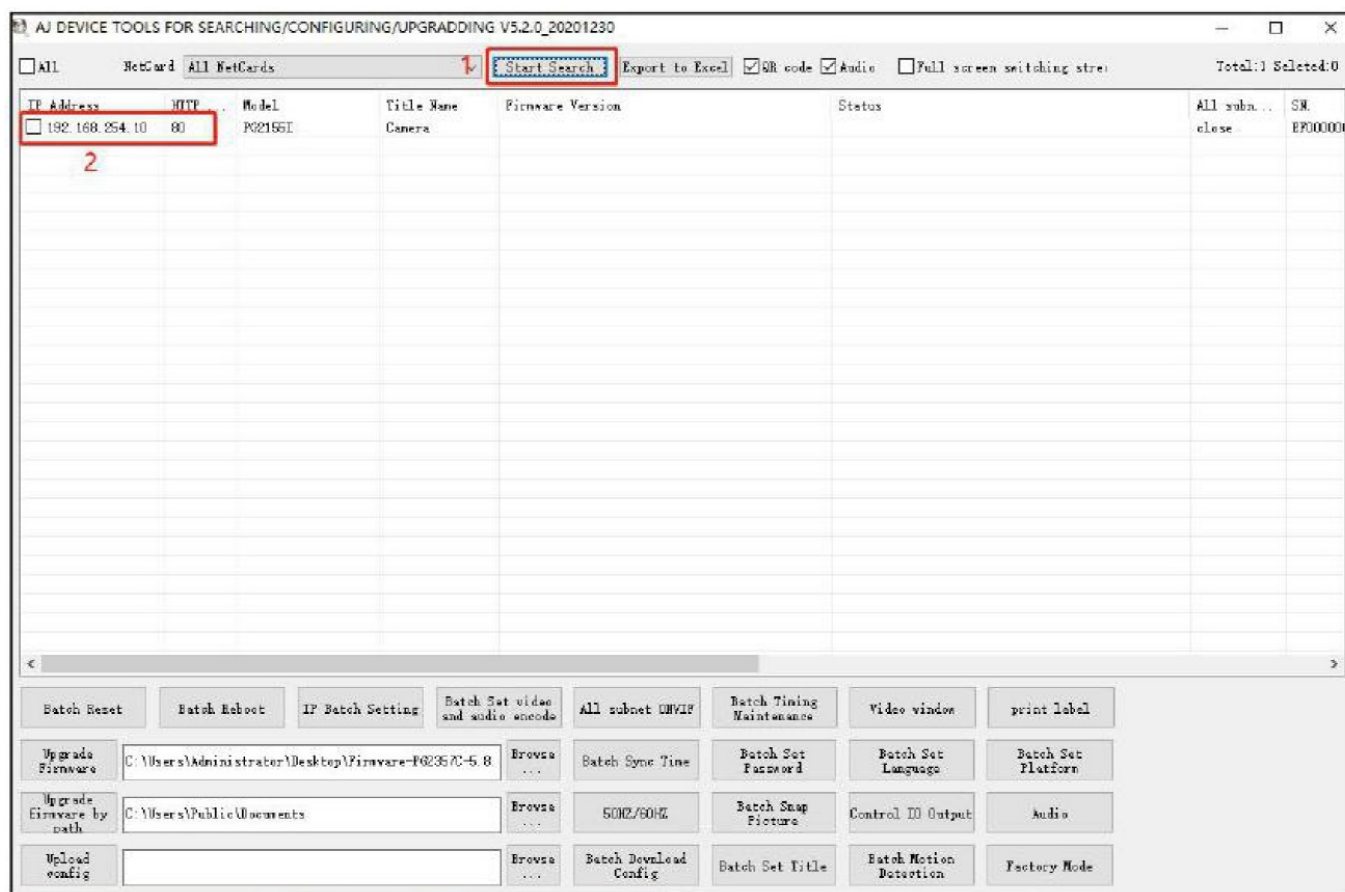 AJ DEVICE TOOLS FOR SEARCHING/CONFIGURING/UPGRADDING V5.2.0_20201230
All NetCard All NetCards 1 Start Search Export to Excel QR code Audio Full screen switching stre Total:1 Seleted:0
IP Address HTTP ... Model Title Name Firmware Version Status All subn... SN.
192.168.254.10 80 PG2155I Camera close EF000000
2
Batch Reset Batch Reboot IP Batch Setting Batch Set video and audio encode All subnet ONVIF Batch Timing Maintenance Video window print label
Upgrade Firmware C:\Users\Administrator\Desktop\Firmware-PG2357C-5.8 Browse ... Batch Sync Time Batch Set Password Batch Set Language Batch Set Platform
Upgrade Firmware by path C:\Users\Public\Documents Browse ... 50HZ/60HZ Batch Snap Picture Control IO Output Audio
Upload config Browse ... Batch Download Config Batch Set Title Batch Motion Detection Factory Mode